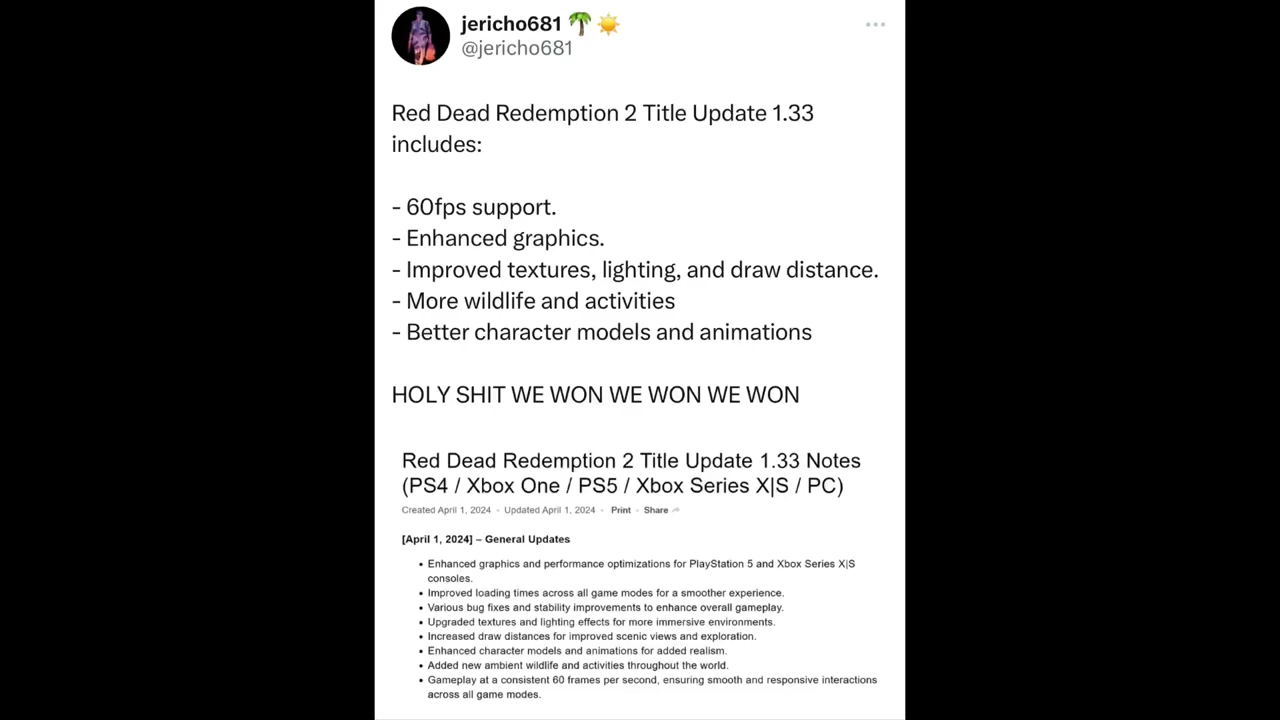 jericho681 🌴☀️
@jericho681
Red Dead Redemption 2 Title Update 1.33
includes:
- 60fps support.
- Enhanced graphics.
- Improved textures, lighting, and draw distance.
- More wildlife and activities
- Better character models and animations
HOLY SHIT WE WON WE WON WE WON
Red Dead Redemption 2 Title Update 1.33 Notes
(PS4 / Xbox One / PS5 / Xbox Series X|S / PC)
Created April 1, 2024 • Updated April 1, 2024 • Print • Share
[April 1, 2024] – General Updates
• Enhanced graphics and performance optimizations for PlayStation 5 and Xbox Series X|S
consoles.
• Improved loading times across all game modes for a smoother experience.
• Various bug fixes and stability improvements to enhance overall gameplay.
• Upgraded textures and lighting effects for more immersive environments.
• Increased draw distances for improved scenic views and exploration.
• Enhanced character models and animations for added realism.
• Added new ambient wildlife and activities throughout the world.
• Gameplay at a consistent 60 frames per second, ensuring smooth and responsive interactions
across all game modes.